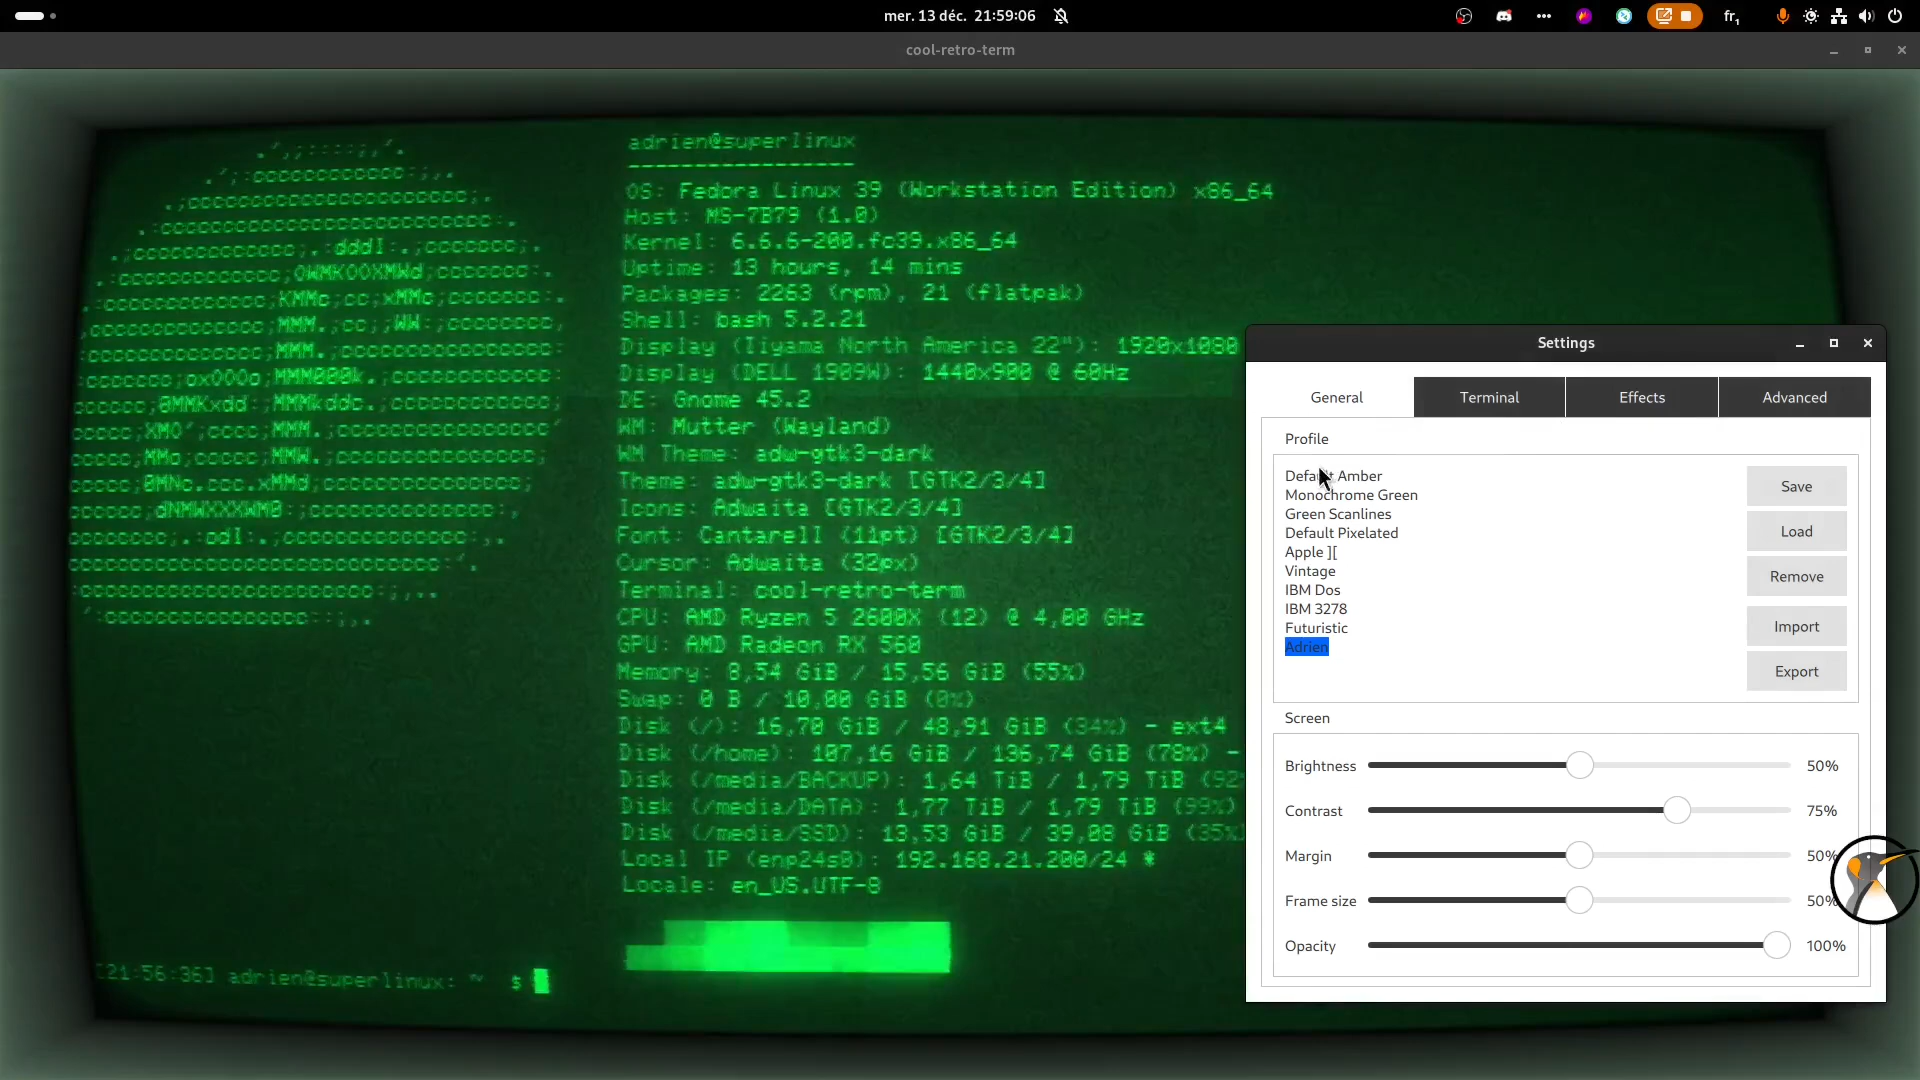 mer. 13 déc. 21:59:06
fr₁
cool-retro-term
adrien@superlinux
-----------------
OS: Fedora Linux 39 (Workstation Edition) x86_64
Host: MS-7B79 (1.0)
Kernel: 6.6.6-200.fc39.x86_64
Uptime: 13 hours, 14 mins
Packages: 2263 (rpm), 21 (flatpak)
Shell: bash 5.2.21
Display (Iiyama North America 22"): 1920x1080
Display (DELL 1909W): 1440x900 @ 60Hz
DE: Gnome 45.2
WM: Mutter (Wayland)
WM Theme: adw-gtk3-dark
Theme: adw-gtk3-dark [GTK2/3/4]
Icons: Adwaita [GTK2/3/4]
Font: Cantarell (11pt) [GTK2/3/4]
Cursor: Adwaita (32px)
Terminal: cool-retro-term
CPU: AMD Ryzen 5 2600X (12) @ 4,00 GHz
GPU: AMD Radeon RX 560
Memory: 8,54 GiB / 15,56 GiB (55%)
Swap: 0 B / 10,00 GiB (0%)
Disk (/): 16,70 GiB / 48,91 GiB (34%) - ext4
Disk (/home): 107,16 GiB / 136,74 GiB (78%) -
Disk (/media/BACKUP): 1,64 TiB / 1,79 TiB (92%
Disk (/media/DATA): 1,77 TiB / 1,79 TiB (99%)
Disk (/media/SSD): 13,53 GiB / 39,08 GiB (35%)
Local IP (enp24s0): 192.168.21.200/24 *
Locale: en_US.UTF-8
[21:56:36] adrien@superlinux: ~ $
Settings
General Terminal Effects Advanced
Profile
Default Amber
Monochrome Green
Green Scanlines
Default Pixelated
Apple ][
Vintage
IBM Dos
IBM 3278
Futuristic
Adrien
Save
Load
Remove
Import
Export
Screen
Brightness 50%
Contrast 75%
Margin 50%
Frame size 50%
Opacity 100%